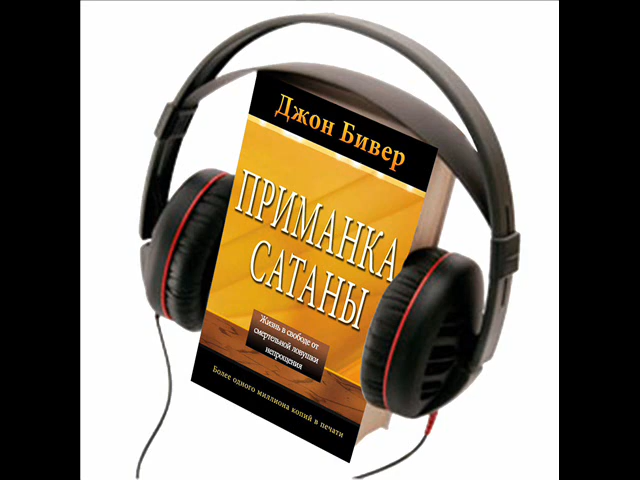 Джон Бивер
ПРИМАНКА
САТАНЫ
Жизнь в свободе от
смертельной ловушки
непрощения
Более одного миллиона копий в печати